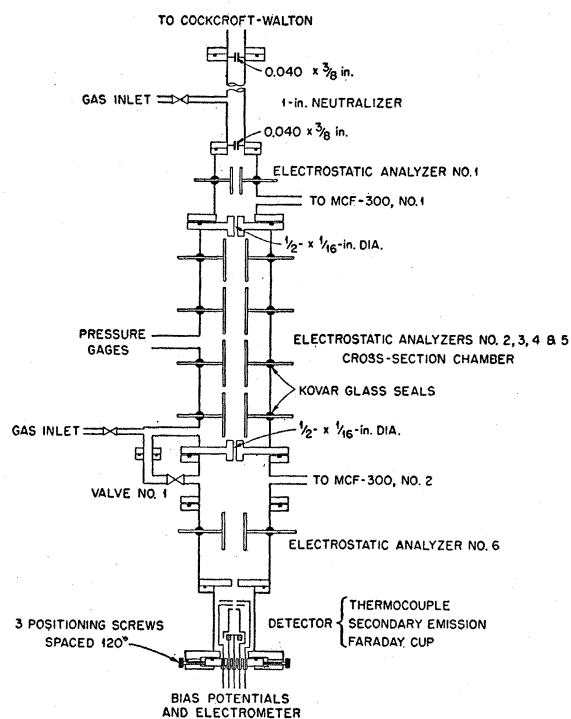 TO COCKCROFT-WALTON
0.040 x 3/8 in.
GAS INLET
1-in. NEUTRALIZER
0.040 x 3/8 in.
ELECTROSTATIC ANALYZER NO.1
TO MCF-300, NO.1
1/2- x 1/16-in. DIA.
PRESSURE
GAGES
ELECTROSTATIC ANALYZERS NO. 2, 3, 4 & 5
CROSS-SECTION CHAMBER
KOVAR GLASS SEALS
GAS INLET
1/2- x 1/16-in. DIA.
VALVE NO. 1
TO MCF-300, NO. 2
ELECTROSTATIC ANALYZER NO. 6
3 POSITIONING SCREWS
SPACED 120°
DETECTOR
THERMOCOUPLE
SECONDARY EMISSION
FARADAY CUP
BIAS POTENTIALS
AND ELECTROMETER